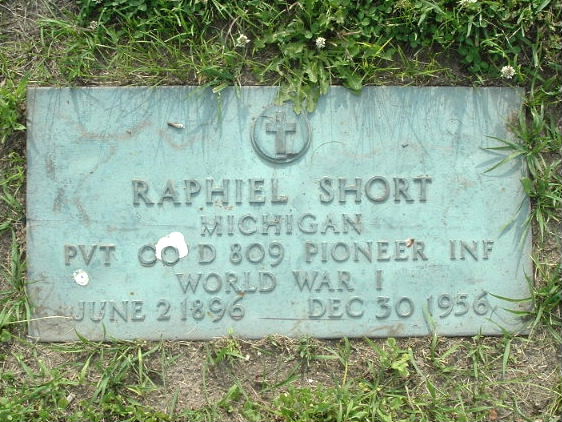 RAPHIEL SHORT
MICHIGAN
PVT CO D 809 PIONEER INF
WORLD WAR I
JUNE 2 1896 DEC 30 1956